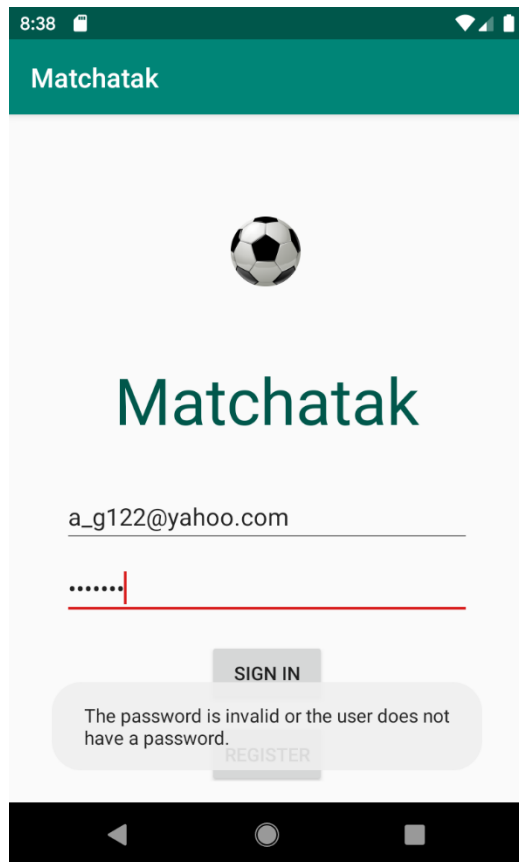 8:38
Matchatak
Matchatak
a_g122@yahoo.com
•••••••
SIGN IN
The password is invalid or the user does not
have a password.
REGISTER